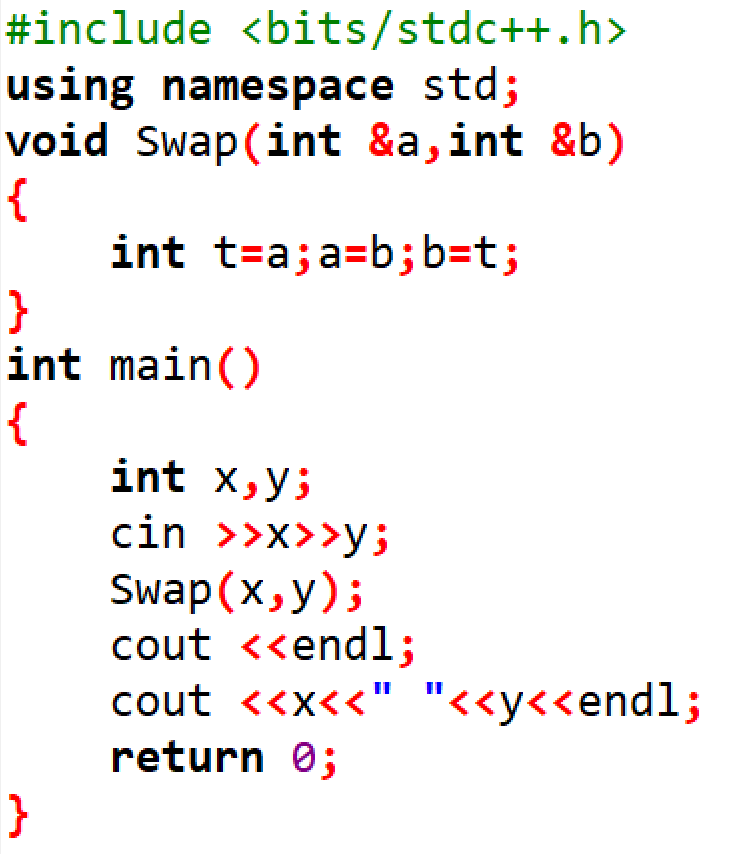 #include <bits/stdc++.h>
using namespace std;
void Swap(int &a,int &b)
{
    int t=a;a=b;b=t;
}
int main()
{
    int x,y;
    cin >>x>>y;
    Swap(x,y);
    cout <<endl;
    cout <<x<<" "<<y<<endl;
    return 0;
}